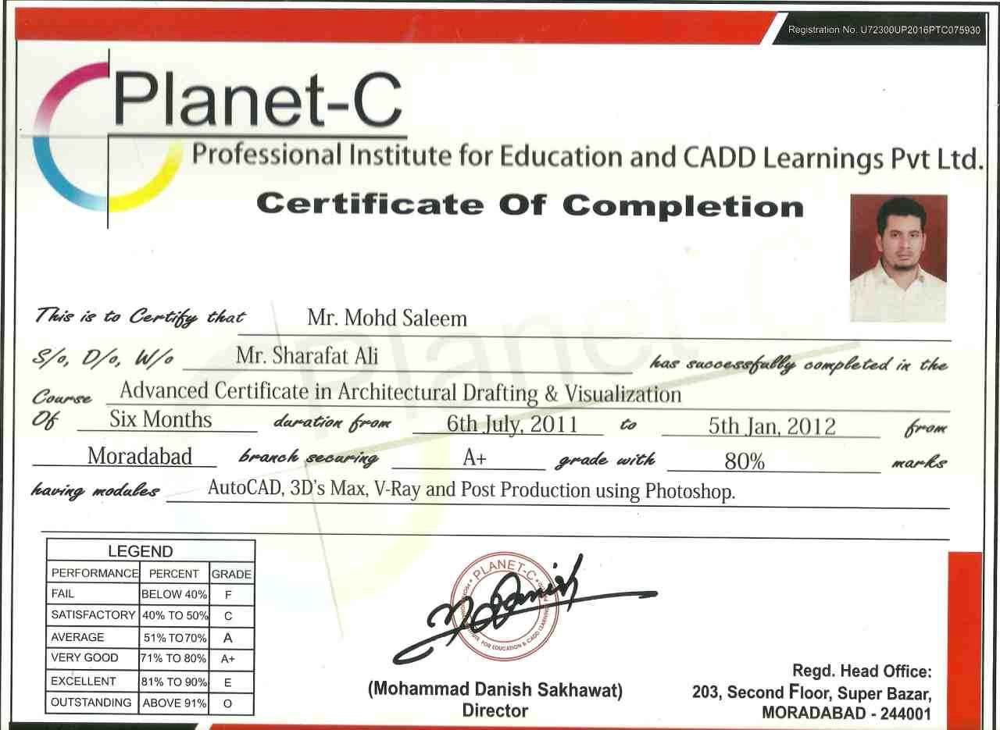 Registration No. U72300UP2016PTC075930
Planet-C
Professional Institute for Education and CADD Learnings Pvt Ltd.
Certificate Of Completion
This is to Certify that Mr. Mohd Saleem
S/o, D/o, W/o Mr. Sharafat Ali has successfully completed in the
Course Advanced Certificate in Architectural Drafting & Visualization
Of Six Months duration from 6th July, 2011 to 5th Jan, 2012 from
Moradabad branch securing A+ grade with 80% marks
having modules AutoCAD, 3D's Max, V-Ray and Post Production using Photoshop.
LEGEND
PERFORMANCE PERCENT GRADE
FAIL BELOW 40% F
SATISFACTORY 40% TO 50% C
AVERAGE 51% TO70% A
VERY GOOD 71% TO 80% A+
EXCELLENT 81% TO 90% E
OUTSTANDING ABOVE 91% O
PLANET-C
FOR EDUCATION & CADD LEARNINGS
(Mohammad Danish Sakhawat)
Director
Regd. Head Office:
203, Second Floor, Super Bazar,
MORADABAD - 244001